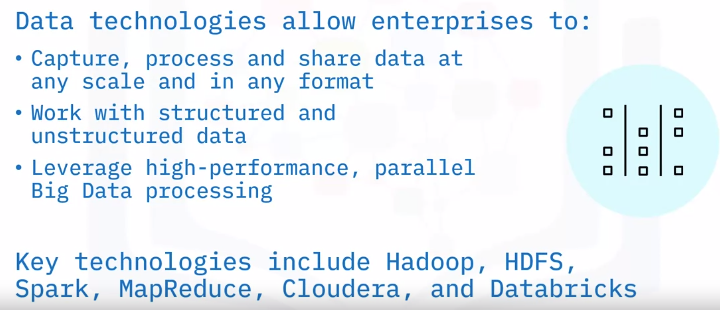 Data technologies allow enterprises to:
• Capture, process and share data at
any scale and in any format
• Work with structured and
unstructured data
• Leverage high-performance, parallel
Big Data processing
Key technologies include Hadoop, HDFS,
Spark, MapReduce, Cloudera, and Databricks